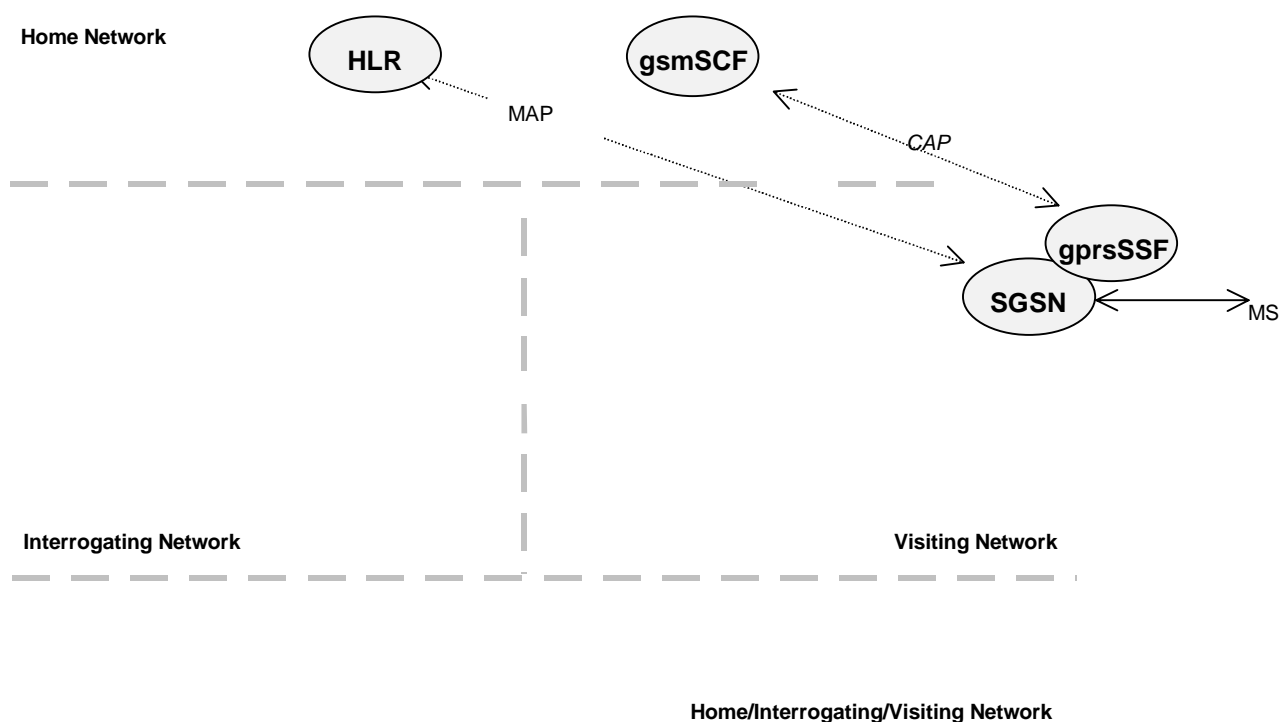 Home Network
HLR
gsmSCF
MAP
CAP
gprsSSF
SGSN
MS
Interrogating Network
Visiting Network
Home/Interrogating/Visiting Network